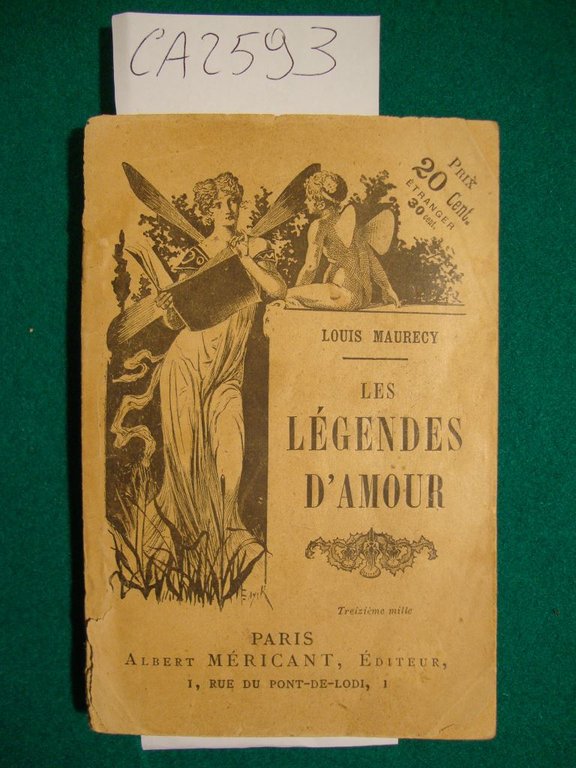 CA2593
PRIX
20 Cent.
ÉTRANGER
30 cent.
LOUIS MAURECY
LES
LÉGENDES
D'AMOUR
Treizième mille
PARIS
ALBERT MÉRICANT, ÉDITEUR,
1, RUE DU PONT-DE-LODI, 1